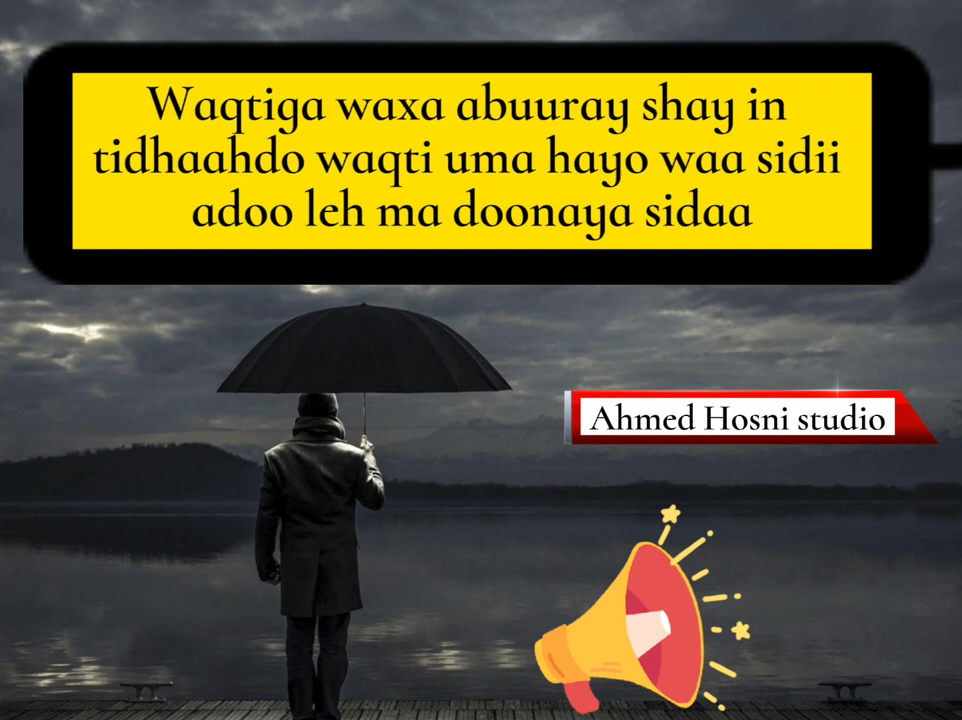 Waqtiga waxa abuuray shay in
tidhaahdo waqti uma hayo waa sidii
adoo leh ma doonaya sidaa
Ahmed Hosni studio